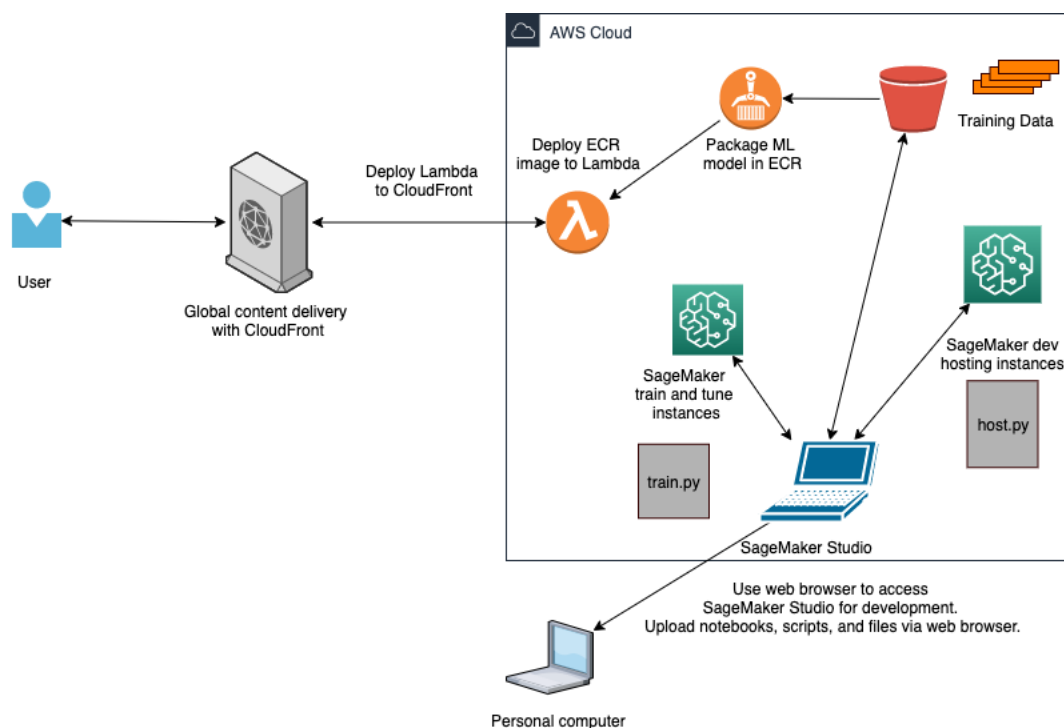 AWS Cloud
Training Data
Package ML
model in ECR
Deploy ECR
image to Lambda
Deploy Lambda
to CloudFront
User
Global content delivery
with CloudFront
SageMaker
train and tune
instances
SageMaker dev
hosting instances
host.py
train.py
SageMaker Studio
Use web browser to access
SageMaker Studio for development.
Upload notebooks, scripts, and files via web browser.
Personal computer